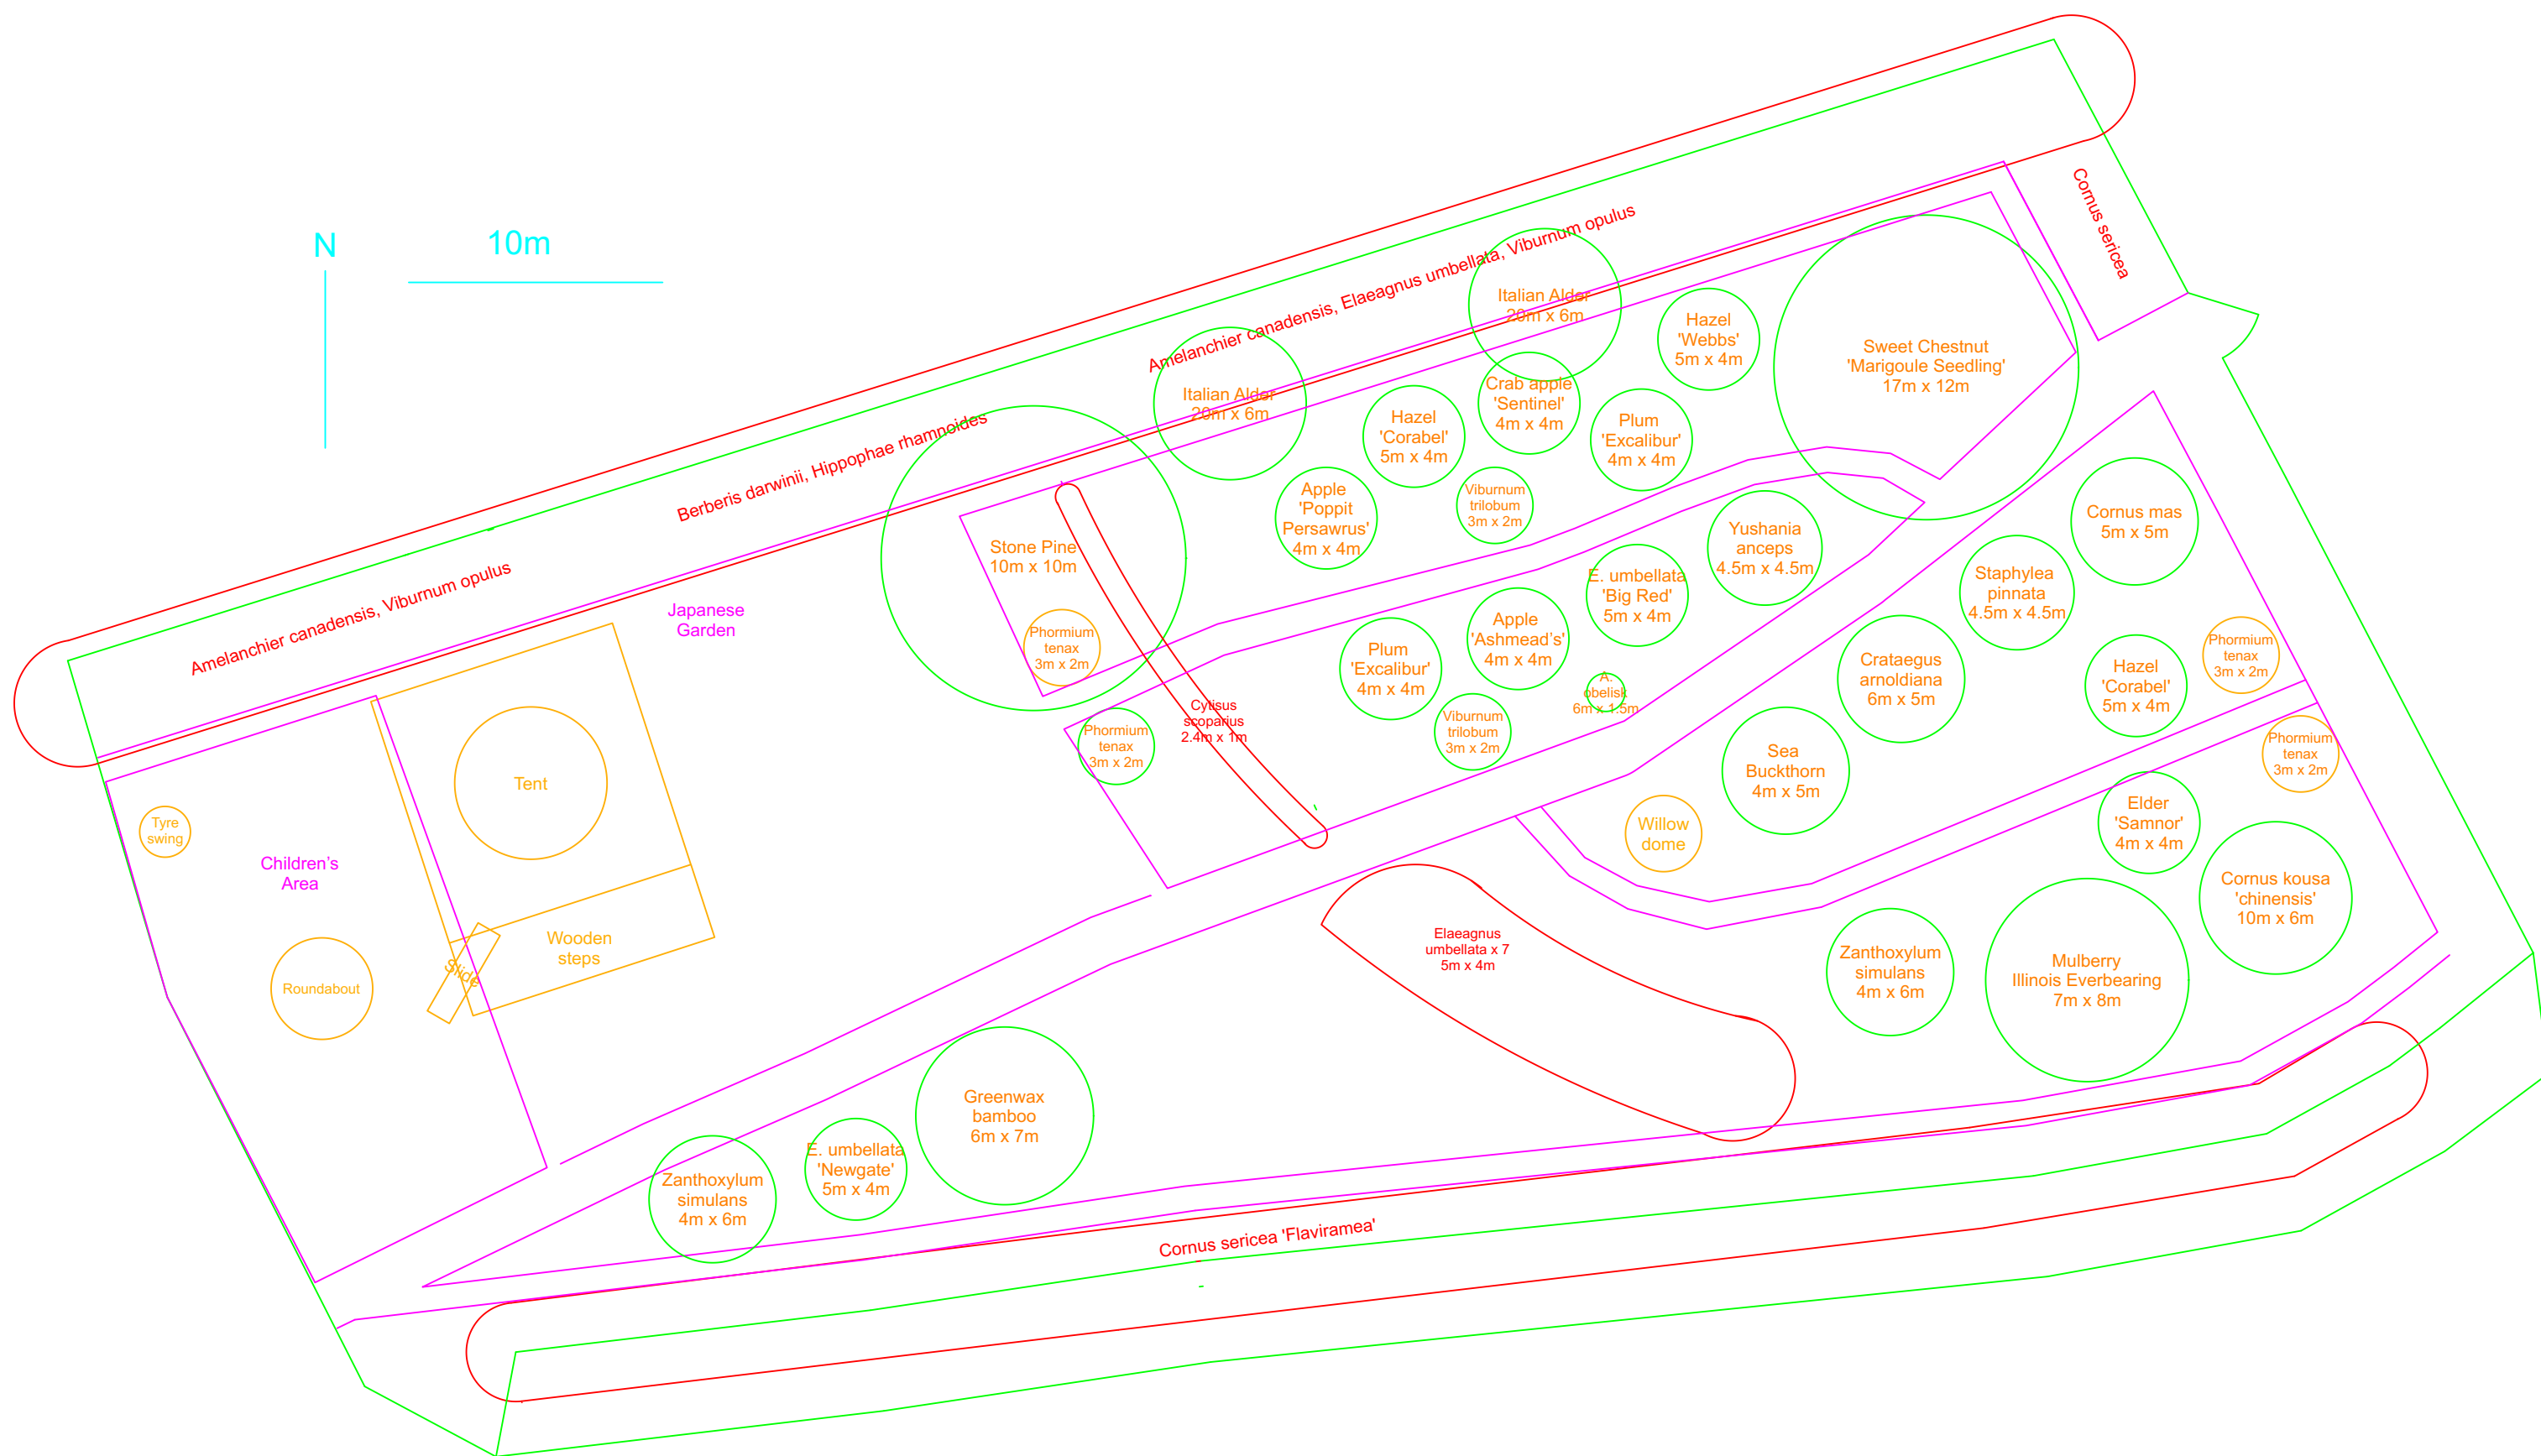 N
10m
Cornus sericea
Amelanchier canadensis, Elaeagnus umbellata, Viburnum opulus
Berberis darwinii, Hippophae rhamnoides
Amelanchier canadensis, Viburnum opulus
Italian Alder
20m x 6m
Italian Alder
20m x 6m
Hazel
'Webbs'
5m x 4m
Sweet Chestnut
'Marigoule Seedling'
17m x 12m
Crab apple
'Sentinel'
4m x 4m
Hazel
'Corabel'
5m x 4m
Plum
'Excalibur'
4m x 4m
Apple
'Poppit
Persawrus'
4m x 4m
Viburnum
trilobum
3m x 2m
Stone Pine
10m x 10m
Phormium
tenax
3m x 2m
Japanese
Garden
Yushania
anceps
4.5m x 4.5m
Cornus mas
5m x 5m
Staphylea
pinnata
4.5m x 4.5m
E. umbellata
'Big Red'
5m x 4m
Apple
'Ashmead's'
4m x 4m
Plum
'Excalibur'
4m x 4m
A.
obelisk
6m x 1.5m
Crataegus
arnoldiana
6m x 5m
Hazel
'Corabel'
5m x 4m
Phormium
tenax
3m x 2m
Phormium
tenax
3m x 2m
Cytisus
scoparius
2.4m x 1m
Viburnum
trilobum
3m x 2m
Sea
Buckthorn
4m x 5m
Phormium
tenax
3m x 2m
Tent
Tyre
swing
Children's
Area
Willow
dome
Elder
'Samnor'
4m x 4m
Cornus kousa
'chinensis'
10m x 6m
Elaeagnus
umbellata x 7
5m x 4m
Wooden
steps
Slide
Roundabout
Zanthoxylum
simulans
4m x 6m
Mulberry
Illinois Everbearing
7m x 8m
Greenwax
bamboo
6m x 7m
E. umbellata
'Newgate'
5m x 4m
Zanthoxylum
simulans
4m x 6m
Cornus sericea 'Flaviramea'